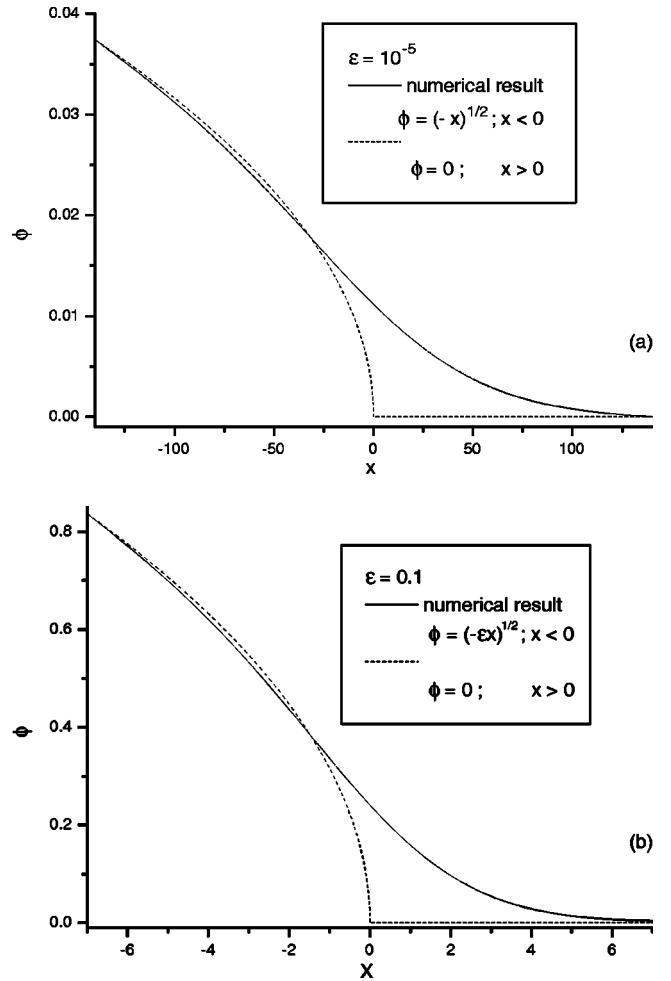 0.04
0.03
0.02
0.01
0.00
ϕ
-100
-50
0
50
100
x
ε = 10⁻⁵
numerical result
ϕ = (- x)¹/² ; x < 0
ϕ = 0 ; x > 0
(a)
0.8
0.6
0.4
0.2
0.0
ϕ
-6
-4
-2
0
2
4
6
X
ε = 0.1
numerical result
ϕ = (-εx)¹/² ; x < 0
ϕ = 0 ; x > 0
(b)